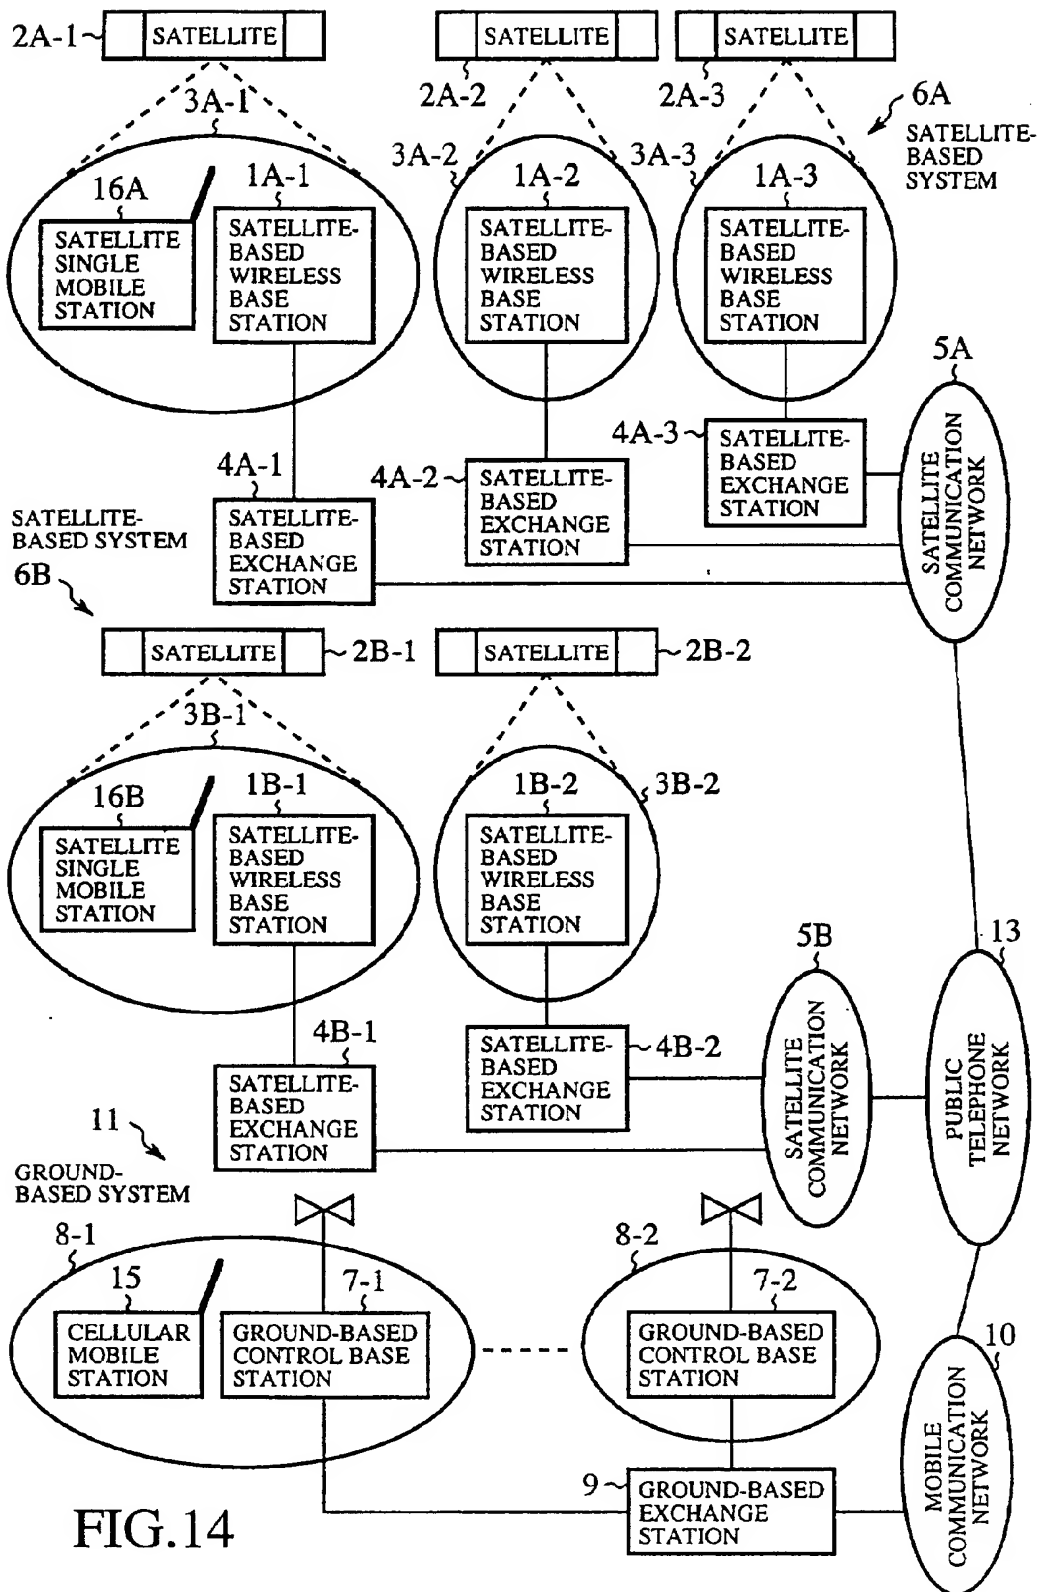 2A-1
SATELLITE
SATELLITE
SATELLITE
2A-2
2A-3
6A
SATELLITE-
BASED
SYSTEM
3A-1
3A-2
3A-3
16A
1A-1
1A-2
1A-3
SATELLITE
SINGLE
MOBILE
STATION
SATELLITE-
BASED
WIRELESS
BASE
STATION
SATELLITE-
BASED
WIRELESS
BASE
STATION
SATELLITE-
BASED
WIRELESS
BASE
STATION
5A
SATELLITE
COMMUNICATION
NETWORK
4A-3
SATELLITE-
BASED
EXCHANGE
STATION
4A-2
SATELLITE-
BASED
EXCHANGE
STATION
4A-1
SATELLITE-
BASED
EXCHANGE
STATION
SATELLITE-
BASED SYSTEM
6B
SATELLITE
2B-1
SATELLITE
2B-2
3B-1
3B-2
16B
1B-1
1B-2
SATELLITE
SINGLE
MOBILE
STATION
SATELLITE-
BASED
WIRELESS
BASE
STATION
SATELLITE-
BASED
WIRELESS
BASE
STATION
5B
SATELLITE
COMMUNICATION
NETWORK
13
PUBLIC
TELEPHONE
NETWORK
4B-1
SATELLITE-
BASED
EXCHANGE
STATION
SATELLITE-
BASED
EXCHANGE
STATION
4B-2
11
GROUND-
BASED SYSTEM
8-1
8-2
15
7-1
7-2
CELLULAR
MOBILE
STATION
GROUND-BASED
CONTROL BASE
STATION
GROUND-BASED
CONTROL BASE
STATION
10
MOBILE
COMMUNICATION
NETWORK
9
GROUND-BASED
EXCHANGE
STATION
FIG.14